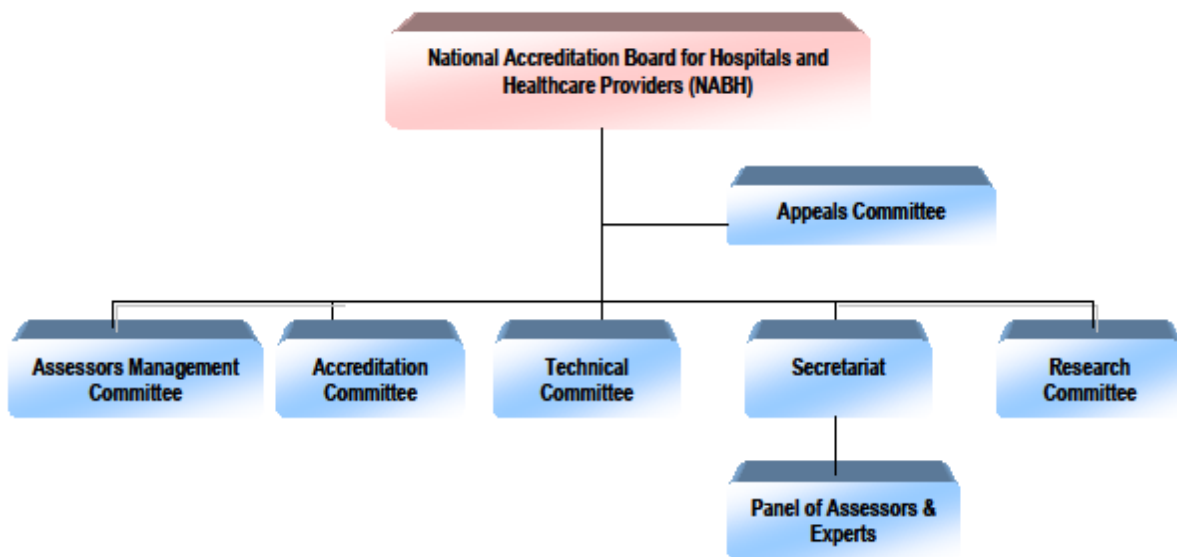 National Accreditation Board for Hospitals and
Healthcare Providers (NABH)
Appeals Committee
Assessors Management
Committee
Accreditation
Committee
Technical
Committee
Secretariat
Research
Committee
Panel of Assessors &
Experts